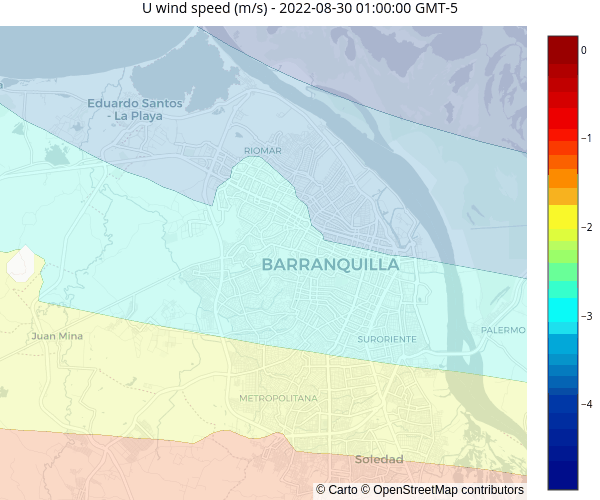 U wind speed (m/s) - 2022-08-30 01:00:00 GMT-5
Eduardo Santos
- La Playa
RIOMAR
BARRANQUILLA
Juan Mina
SURORIENTE
PALERMO
METROPOLITANA
Soledad
© Carto © OpenStreetMap contributors
0
−1
−2
−3
−4